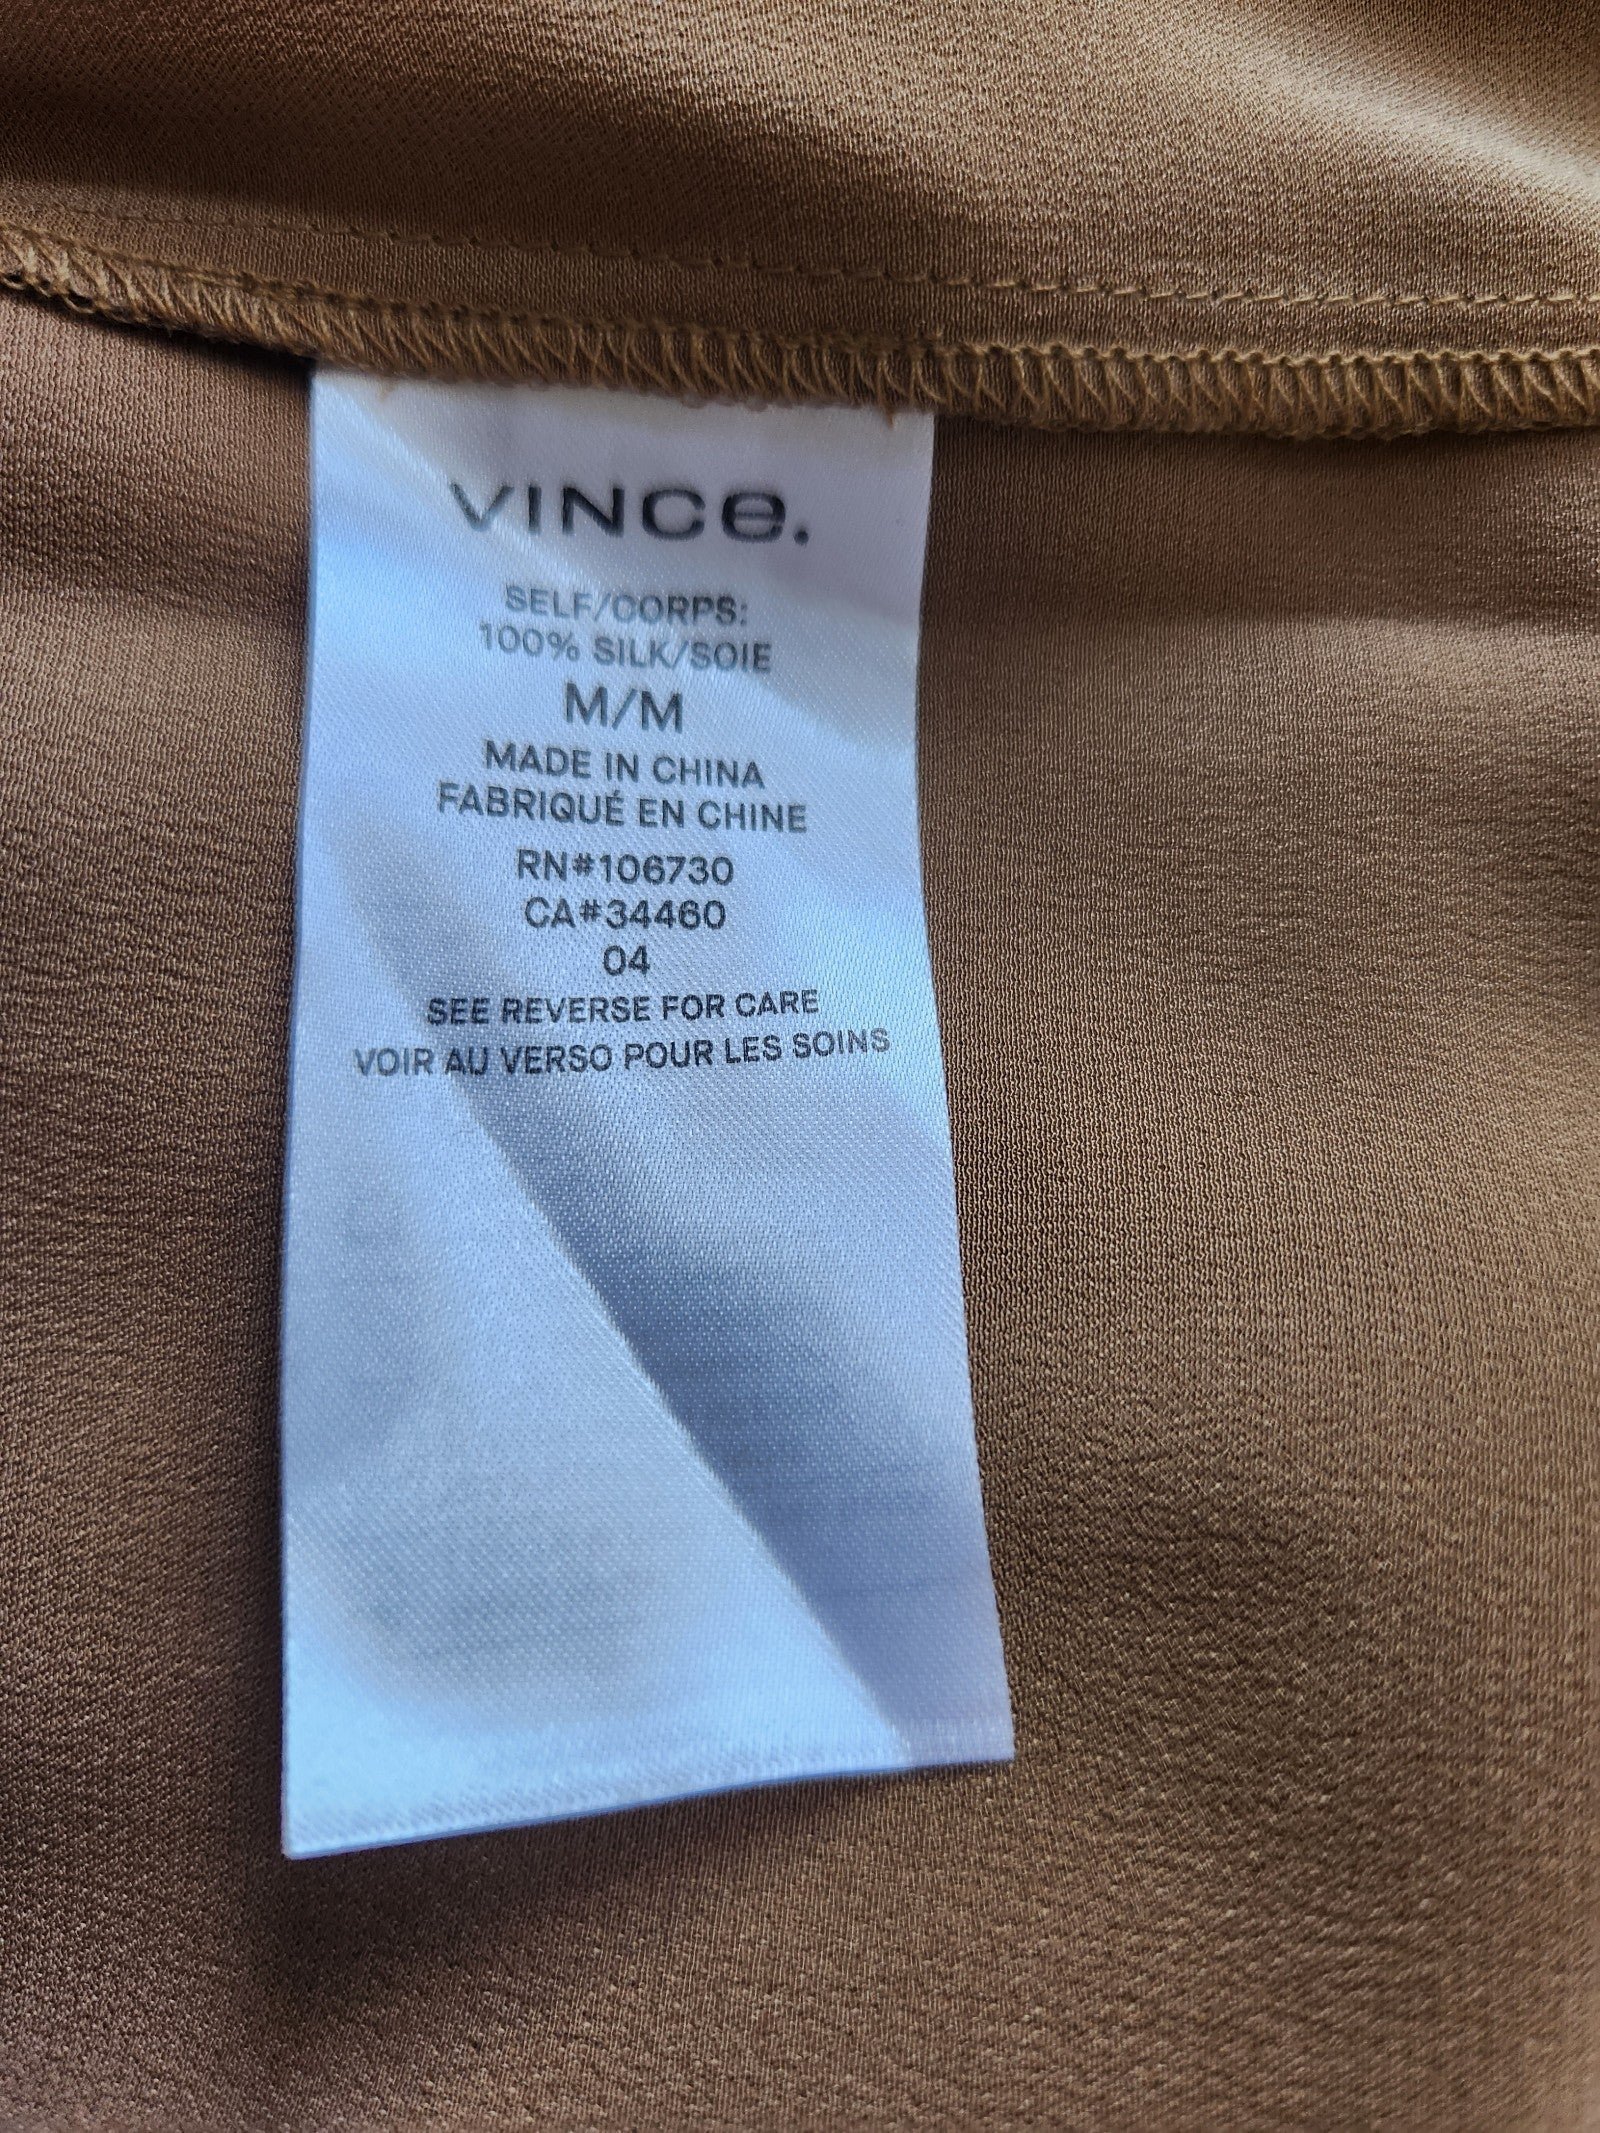 VINCe.
SELF/CORPS:
100% SILK/SOIE
M/M
MADE IN CHINA
FABRIQUÉ EN CHINE
RN#106730
CA#34460
04
SEE REVERSE FOR CARE
VOIR AU VERSO POUR LES SOINS